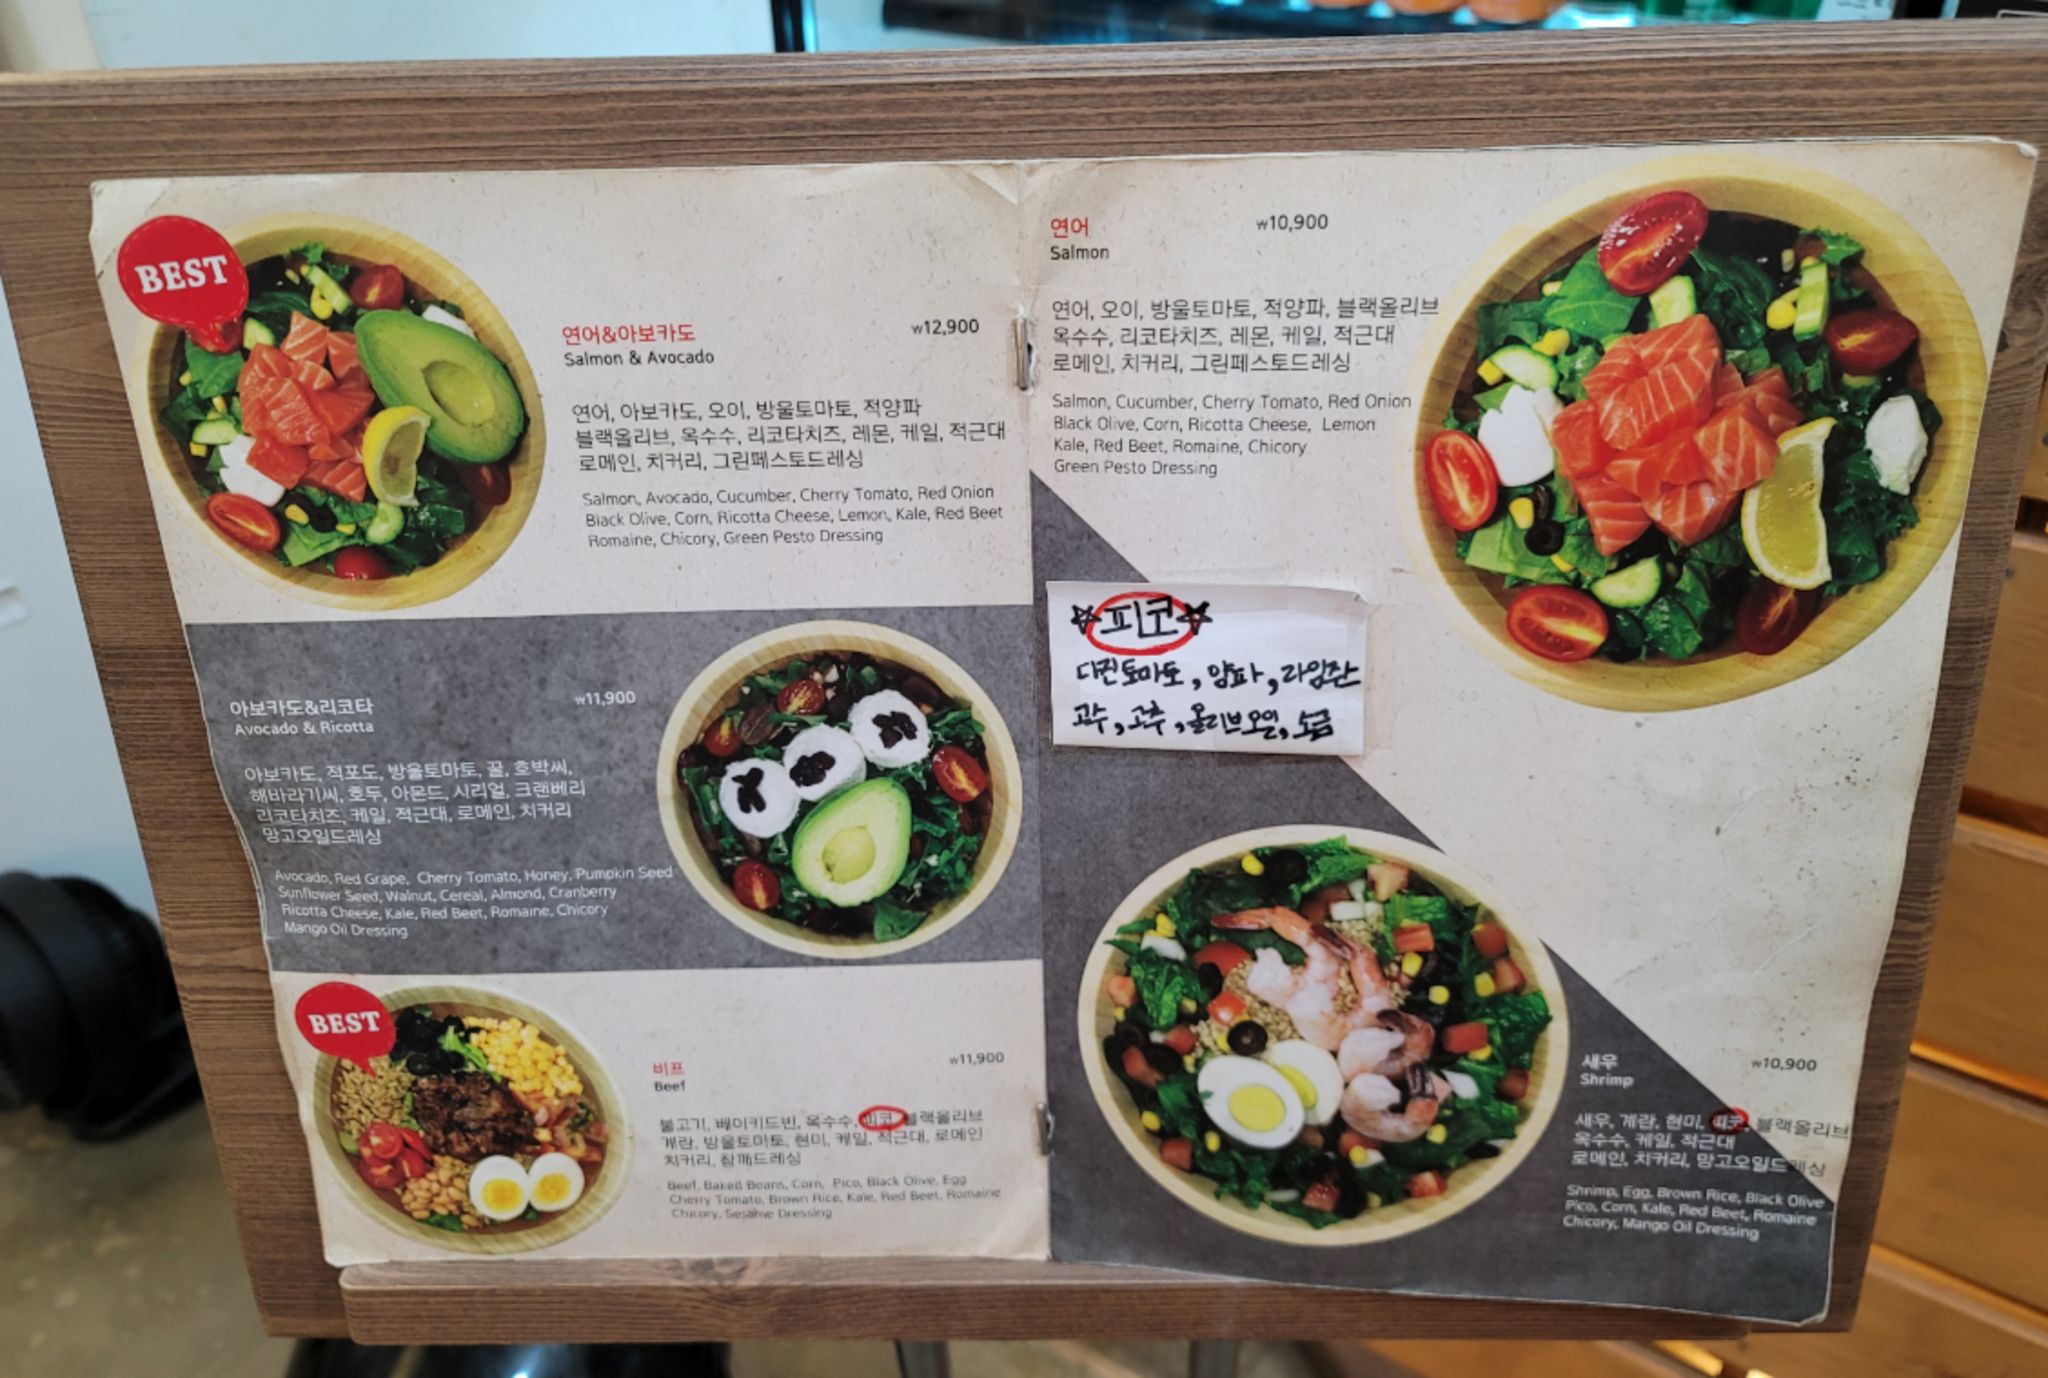 BEST
연어&아보카도
₩12,900
Salmon & Avocado
연어, 아보카도, 오이, 방울토마토, 적양파
블랙올리브, 옥수수, 리코타치즈, 레몬, 케일, 적근대
로메인, 치커리, 그린페스토드레싱
Salmon, Avocado, Cucumber, Cherry Tomato, Red Onion
Black Olive, Corn, Ricotta Cheese, Lemon, Kale, Red Beet
Romaine, Chicory, Green Pesto Dressing
아보카도&리코타
₩11,900
Avocado & Ricotta
아보카도, 적포도, 방울토마토, 꿀, 호박씨,
해바라기씨, 호두, 아몬드, 시리얼, 크랜베리
리코타치즈, 케일, 적근대, 로메인, 치커리
망고오일드레싱
Avocado, Red Grape, Cherry Tomato, Honey, Pumpkin Seed
Sunflower Seed, Walnut, Cereal, Almond, Cranberry
Ricotta Cheese, Kale, Red Beet, Romaine, Chicory
Mango Oil Dressing
BEST
비프
₩11,900
Beef
불고기, 베이키드빈, 옥수수, 피코, 블랙올리브
계란, 방울토마토, 현미, 케일, 적근대, 로메인
치커리, 참깨드레싱
Beef, Baked Beans, Corn, Pico, Black Olive, Egg
Cherry Tomato, Brown Rice, Kale, Red Beet, Romaine
Chicory, Sesame Dressing
연어
₩10,900
Salmon
연어, 오이, 방울토마토, 적양파, 블랙올리브
옥수수, 리코타치즈, 레몬, 케일, 적근대
로메인, 치커리, 그린페스토드레싱
Salmon, Cucumber, Cherry Tomato, Red Onion
Black Olive, Corn, Ricotta Cheese, Lemon
Kale, Red Beet, Romaine, Chicory
Green Pesto Dressing
☆피코☆
다진토마토, 양파, 라임즙
고수, 고추, 올리브오일, 소금
새우
₩10,900
Shrimp
새우, 계란, 현미, 피코, 블랙올리브
옥수수, 케일, 적근대
로메인, 치커리, 망고오일드레싱
Shrimp, Egg, Brown Rice, Black Olive
Pico, Corn, Kale, Red Beet, Romaine
Chicory, Mango Oil Dressing